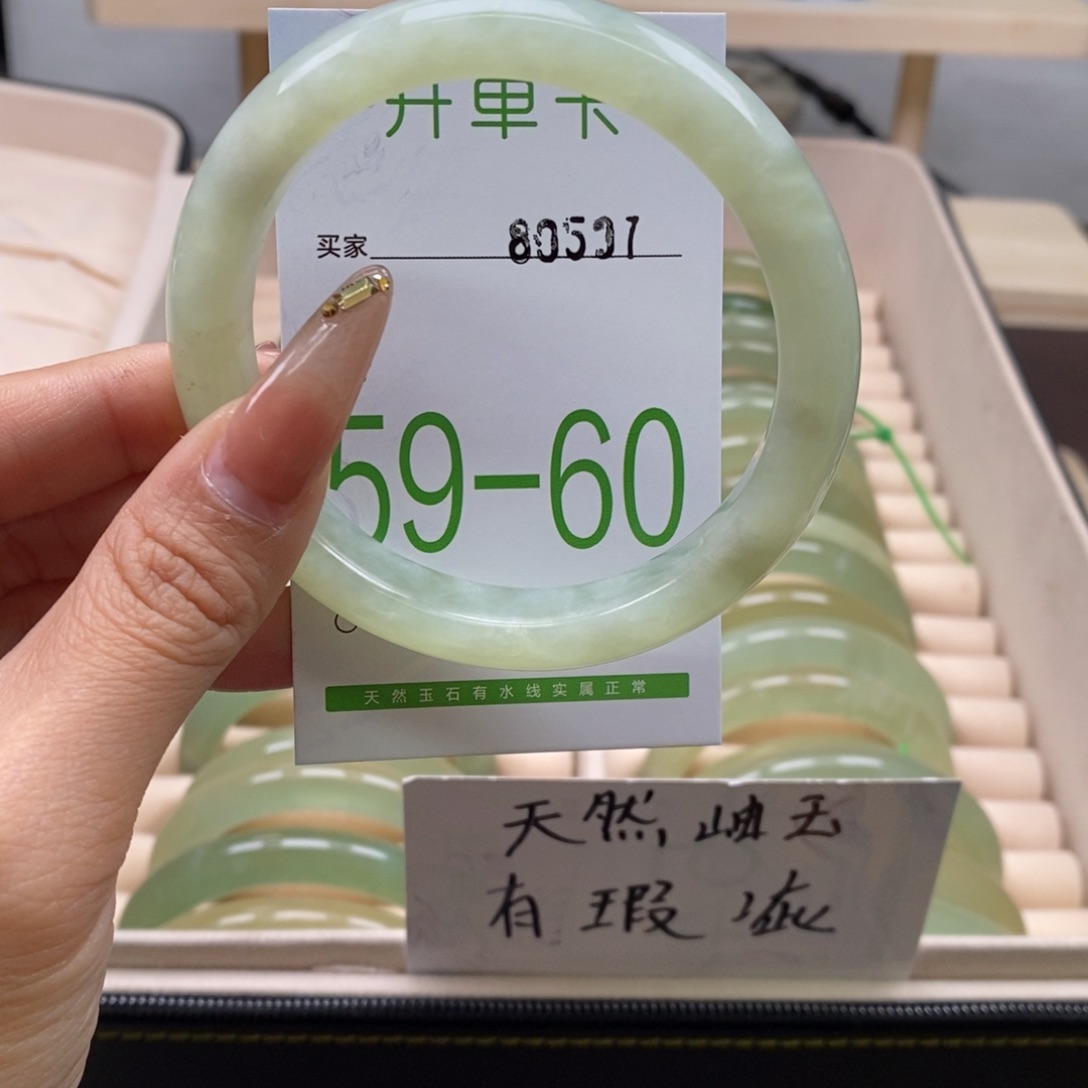 开单卡
买家 80507
59-60
天然玉石有水线实属正常
天然岫玉
有瑕疵